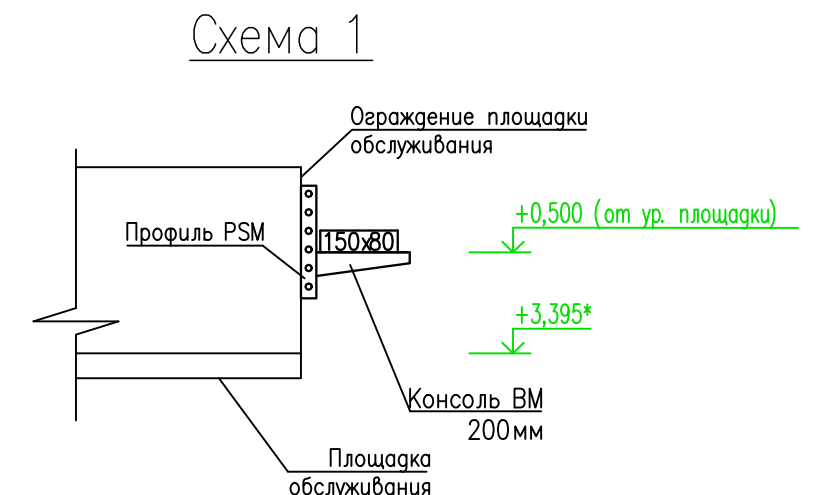 Схема 1
Ограждение площадки
обслуживания
Профиль PSM
150х80
+0,500 (от ур. площадки)
+3,395*
Консоль ВМ
200мм
Площадка
обслуживания